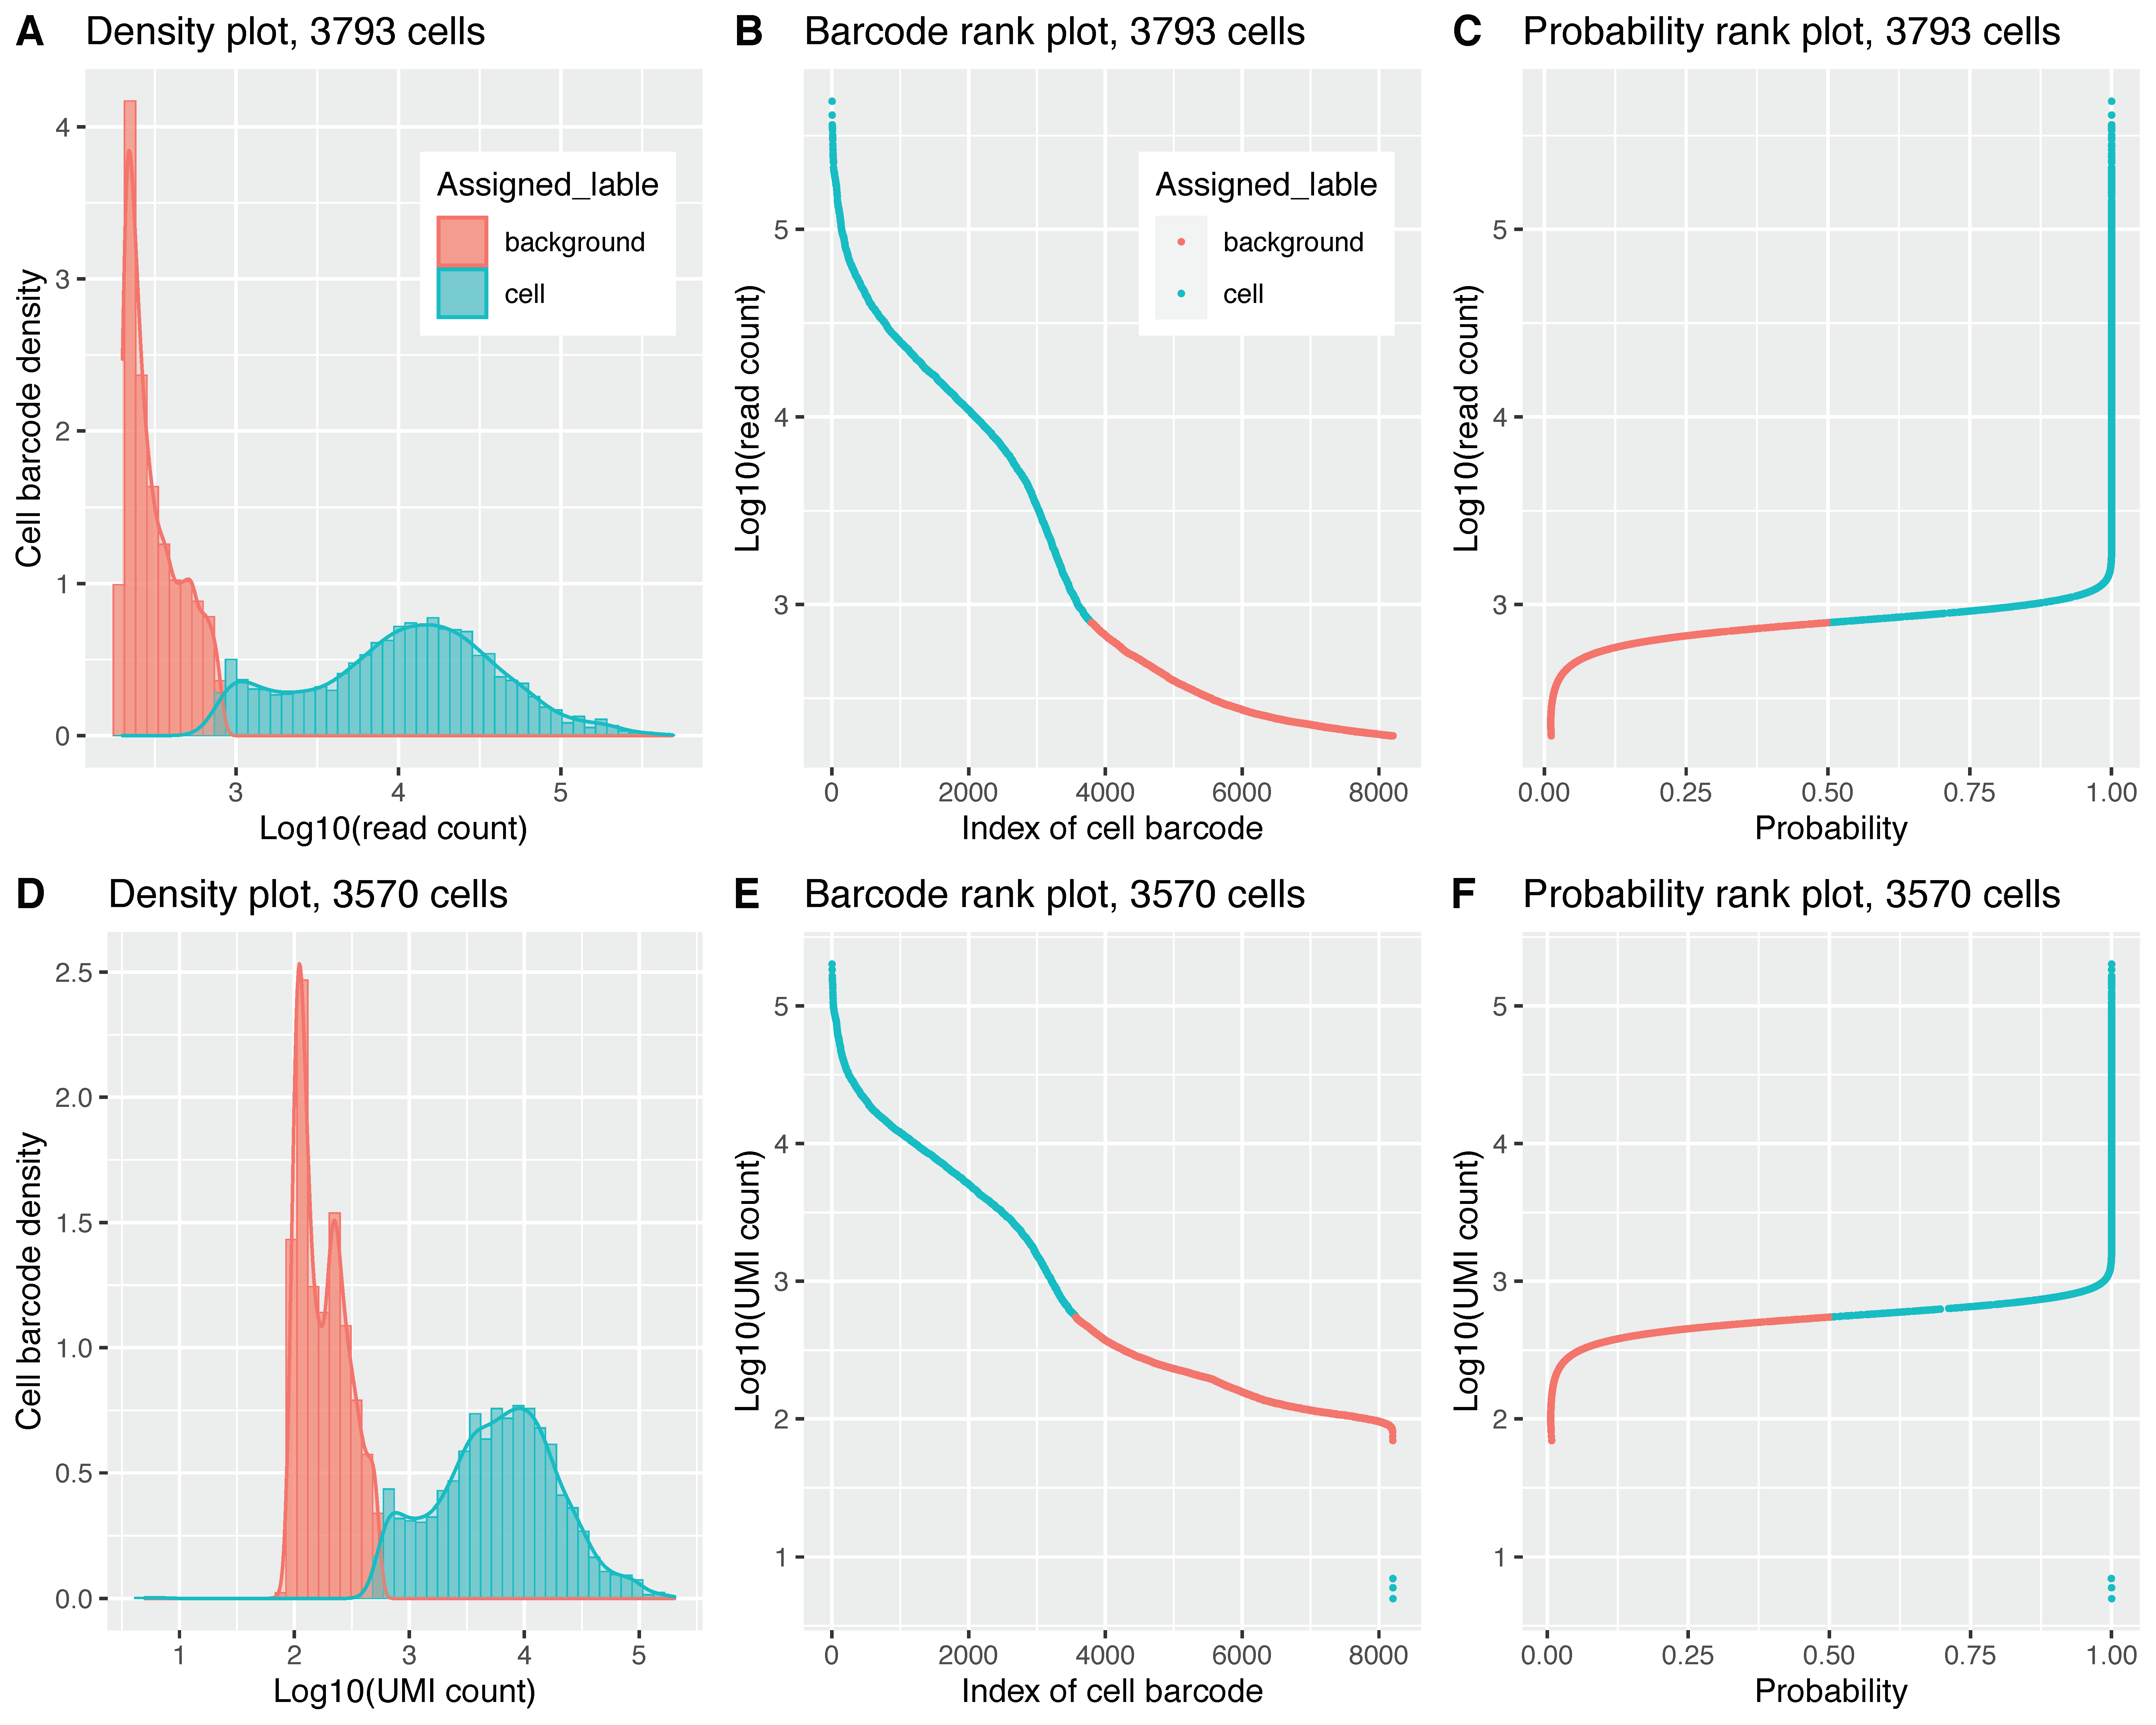 A Density plot, 3793 cells
Cell barcode density
4
3
2
1
0
3 4 5
Log10(read count)
Assigned_lable
background
cell
B Barcode rank plot, 3793 cells
Log10(read count)
5
4
3
0 2000 4000 6000 8000
Index of cell barcode
Assigned_lable
background
cell
C Probability rank plot, 3793 cells
Log10(read count)
5
4
3
0.00 0.25 0.50 0.75 1.00
Probability
D Density plot, 3570 cells
Cell barcode density
2.5
2.0
1.5
1.0
0.5
0.0
1 2 3 4 5
Log10(UMI count)
E Barcode rank plot, 3570 cells
Log10(UMI count)
5
4
3
2
1
0 2000 4000 6000 8000
Index of cell barcode
F Probability rank plot, 3570 cells
Log10(UMI count)
5
4
3
2
1
0.00 0.25 0.50 0.75 1.00
Probability